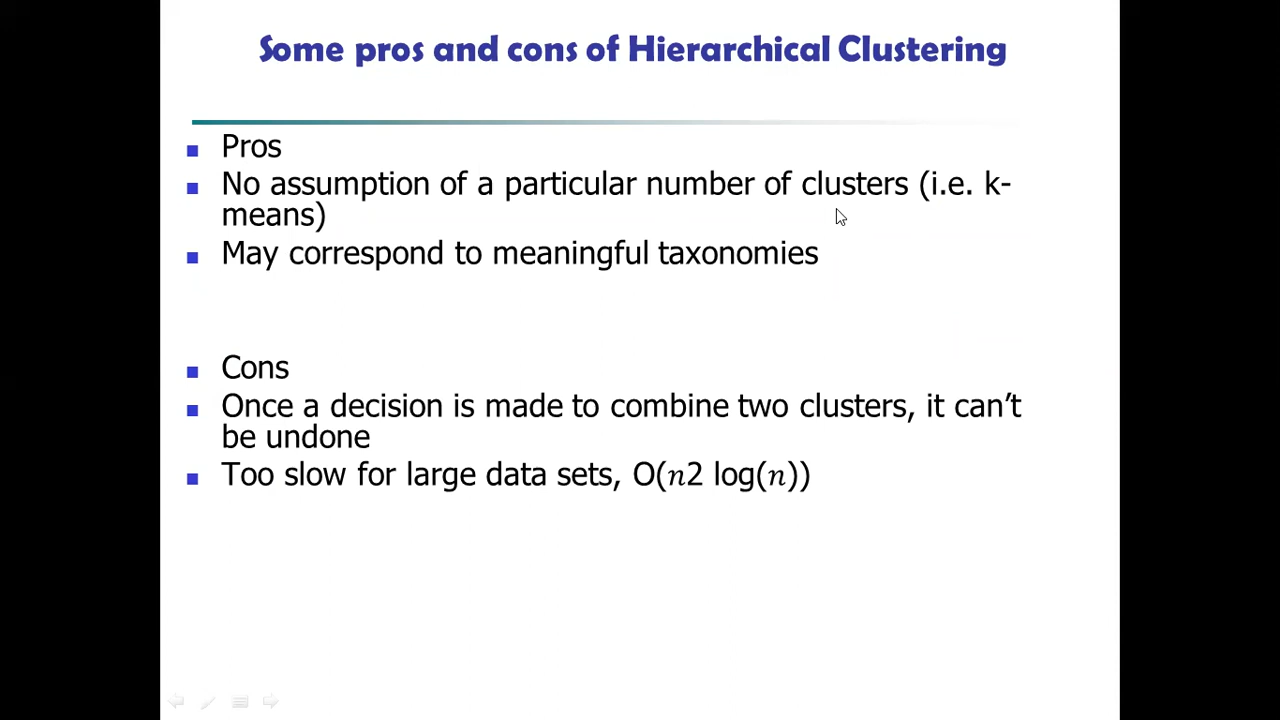 Some pros and cons of Hierarchical Clustering
Pros
No assumption of a particular number of clusters (i.e. k-
means)
May correspond to meaningful taxonomies
Cons
Once a decision is made to combine two clusters, it can’t
be undone
Too slow for large data sets, O(𝑛2 log(𝑛))